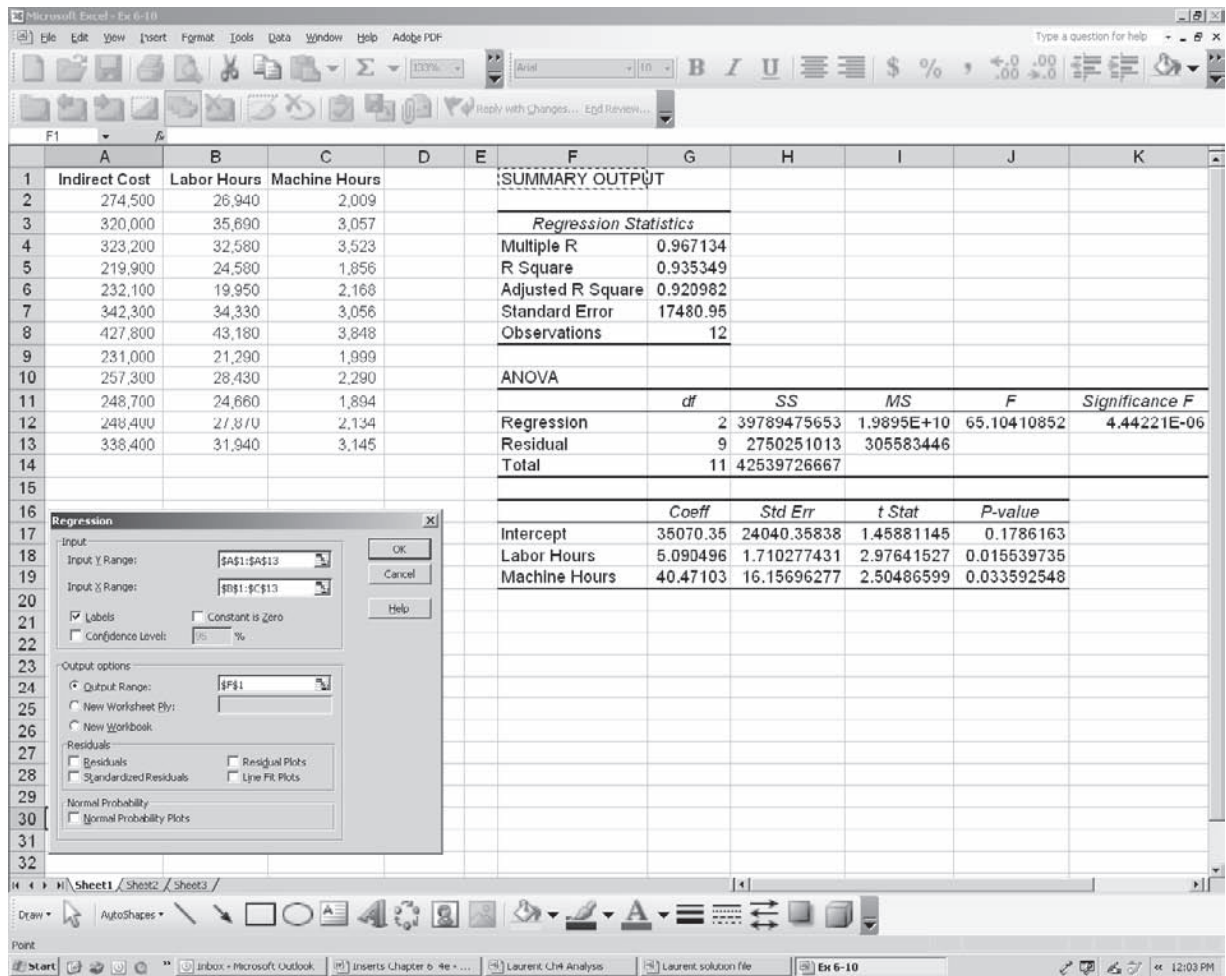 Microsoft Excel - Ex 6-10
File Edit View Insert Format Tools Data Window Help Adobe PDF
Type a question for help
133%
Arial
10
B I U $ % ,
Reply with Changes... End Review...
F1
fx
A B C D E F G H I J K
1 Indirect Cost Labor Hours Machine Hours SUMMARY OUTPUT
2 274,500 26,940 2,009
3 320,000 35,690 3,057 Regression Statistics
4 323,200 32,580 3,523 Multiple R 0.967134
5 219,900 24,580 1,856 R Square 0.935349
6 232,100 19,950 2,168 Adjusted R Square 0.920982
7 342,300 34,330 3,056 Standard Error 17480.95
8 427,800 43,180 3,848 Observations 12
9 231,000 21,290 1,999
10 257,300 28,430 2,290 ANOVA
11 248,700 24,660 1,894 df SS MS F Significance F
12 248,400 27,870 2,134 Regression 2 39789475653 1.9895E+10 65.10410852 4.44221E-06
13 338,400 31,940 3,145 Residual 9 2750251013 305583446
14 Total 11 42539726667
15
16 Coeff Std Err t Stat P-value
17 Intercept 35070.35 24040.35838 1.45881145 0.1786163
18 Labor Hours 5.090496 1.710277431 2.97641527 0.015539735
19 Machine Hours 40.47103 16.15696277 2.50486599 0.033592548
20
21
22
23
24
25
26
27
28
29
30
31
32
Regression
Input
Input Y Range: $A$1:$A$13
Input X Range: $B$1:$C$13
Labels Constant is Zero
Confidence Level: 95 %
OK
Cancel
Help
Output options
Output Range: $F$1
New Worksheet Ply:
New Workbook
Residuals
Residuals Residual Plots
Standardized Residuals Line Fit Plots
Normal Probability
Normal Probability Plots
Sheet1 / Sheet2 / Sheet3 /
Draw AutoShapes
Point
Start
Inbox - Microsoft Outlook
Inserts Chapter 6 4e - ...
Laurent Ch4 Analysis
Laurent solution file
Ex 6-10
12:03 PM